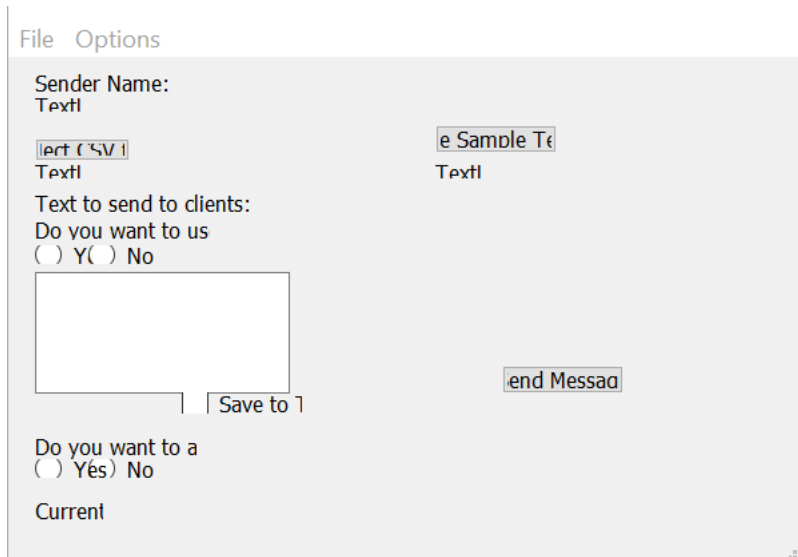 File Options
Sender Name:
Textl
lect CSV f
e Sample Te
Textl
Textl
Text to send to clients:
Do you want to us
Y No
end Messag
Save to T
Do you want to a
Yes No
Current